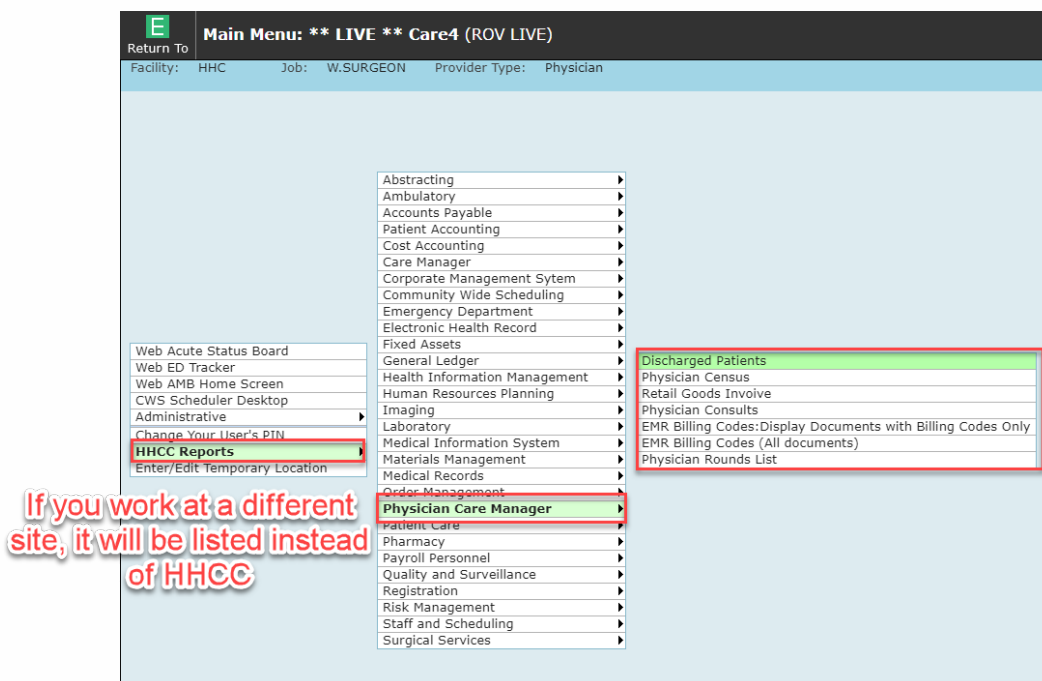 E
Return To
Main Menu: ** LIVE ** Care4 (ROV LIVE)
Facility: HHC Job: W.SURGEON Provider Type: Physician
Web Acute Status Board
Web ED Tracker
Web AMB Home Screen
CWS Scheduler Desktop
Administrative
Change Your User's PIN
HHCC Reports
Enter/Edit Temporary Location
If you work at a different
site, it will be listed instead
of HHCC
Abstracting
Ambulatory
Accounts Payable
Patient Accounting
Cost Accounting
Care Manager
Corporate Management Sytem
Community Wide Scheduling
Emergency Department
Electronic Health Record
Fixed Assets
General Ledger
Health Information Management
Human Resources Planning
Imaging
Laboratory
Medical Information System
Materials Management
Medical Records
Order Management
Physician Care Manager
Patient Care
Pharmacy
Payroll Personnel
Quality and Surveillance
Registration
Risk Management
Staff and Scheduling
Surgical Services
Discharged Patients
Physician Census
Retail Goods Involve
Physician Consults
EMR Billing Codes:Display Documents with Billing Codes Only
EMR Billing Codes (All documents)
Physician Rounds List